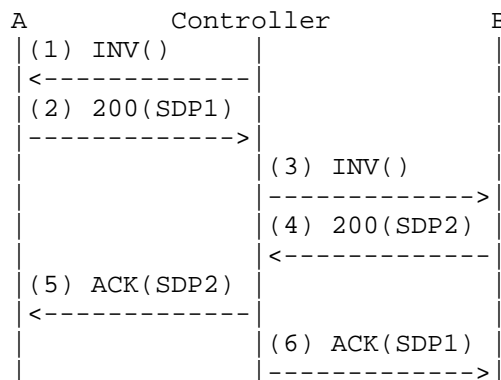 A Controller B
(1) INV()
<-------------
(2) 200(SDP1)
------------->
(3) INV()
------------->
(4) 200(SDP2)
<-------------
(5) ACK(SDP2)
<-------------
(6) ACK(SDP1)
------------->